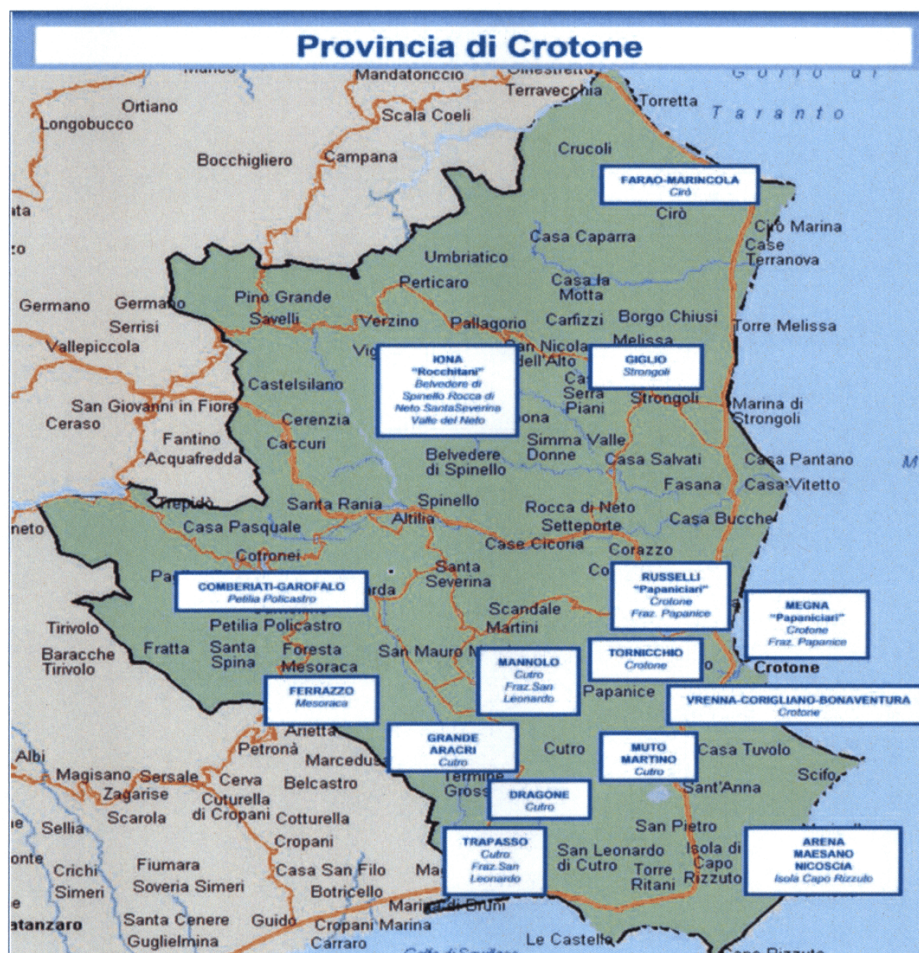 Provincia di Crotone
Mandatoriccio
Terravecchia
Golfo di
Taranto
Ortiano
Longobucco
Scala Coeli
Torretta
Bocchigliero
Campana
Crucoli
FARAO-MARINCOLA
Cirò
Cirò
Casa Caparra
Cirò Marina
Case
Terranova
Umbriatico
Perticaro
Casa la
Motta
Germano
Germano
Pino Grande
Savelli
Serrisi
Vallepiccola
Verzino
Pallagorio
Carfizzi
Borgo Chiusi
Torre Melissa
Melissa
San Nicola
dell'Alto
IONA
"Rocchitani"
Belvedere di
Spinello Rocca di
Neto SantaSeverina
Valle del Neto
GIGLIO
Strongoli
Castelsilano
Serra
Piani
Strongoli
Marina di
Strongoli
San Giovanni in Fiore
Ceraso
Cerenzia
Caccuri
Fantino
Acquafredda
Belvedere
di Spinello
Simma Valle
Donne
Casa Salvati
Casa Pantano
Fasana
Casa Vitetto
Trepidò
Santa Rania
Spinello
Altilia
Rocca di Neto
Setteporte
Casa Bucche
Casa Pasquale
Case Cicoria
Corazzo
Cotronei
Santa
Severina
COMBERIATI-GAROFALO
Petilia Policastro
RUSSELLI
"Papaniciari"
Crotone
Fraz. Papanice
MEGNA
"Papaniciari"
Crotone
Fraz. Papanice
Scandale
Martini
Petilia Policastro
Tirivolo
Baracche
Tirivolo
Fratta
Santa
Spina
Foresta
Mesoraca
San Mauro
MANNOLO
Cutro
Fraz.San
Leonardo
TORNICCHIO
Crotone
Crotone
Papanice
FERRAZZO
Mesoraca
VRENNA-CORIGLIANO-BONAVENTURA
Crotone
Arietta
Petronà
GRANDE
ARACRI
Cutro
Cutro
MUTO
MARTINO
Cutro
Casa Tuvolo
Albi
Magisano
Zagarise
Sersale
Cerva
Marcedusa
Belcastro
Scifo
Sant'Anna
Scarola
Cuturella
di Cropani
Cotturella
Termine
DRAGONE
Cutro
Sellia
Cropani
San Pietro
TRAPASSO
Cutro
Fraz.San
Leonardo
San Leonardo
di Cutro
Isola di
Capo
Rizzuto
ARENA
MAESANO
NICOSCIA
Isola Capo Rizzuto
Crichi
Simeri
Fiumara
Soveria Simeri
Casa San Filo
Botricello
Torre
Ritani
Santa Cenere
Guglielmina
Guido
Cropani Marina
Carraro
Marina di Bruni
Le Castella
Capo Rizzuto